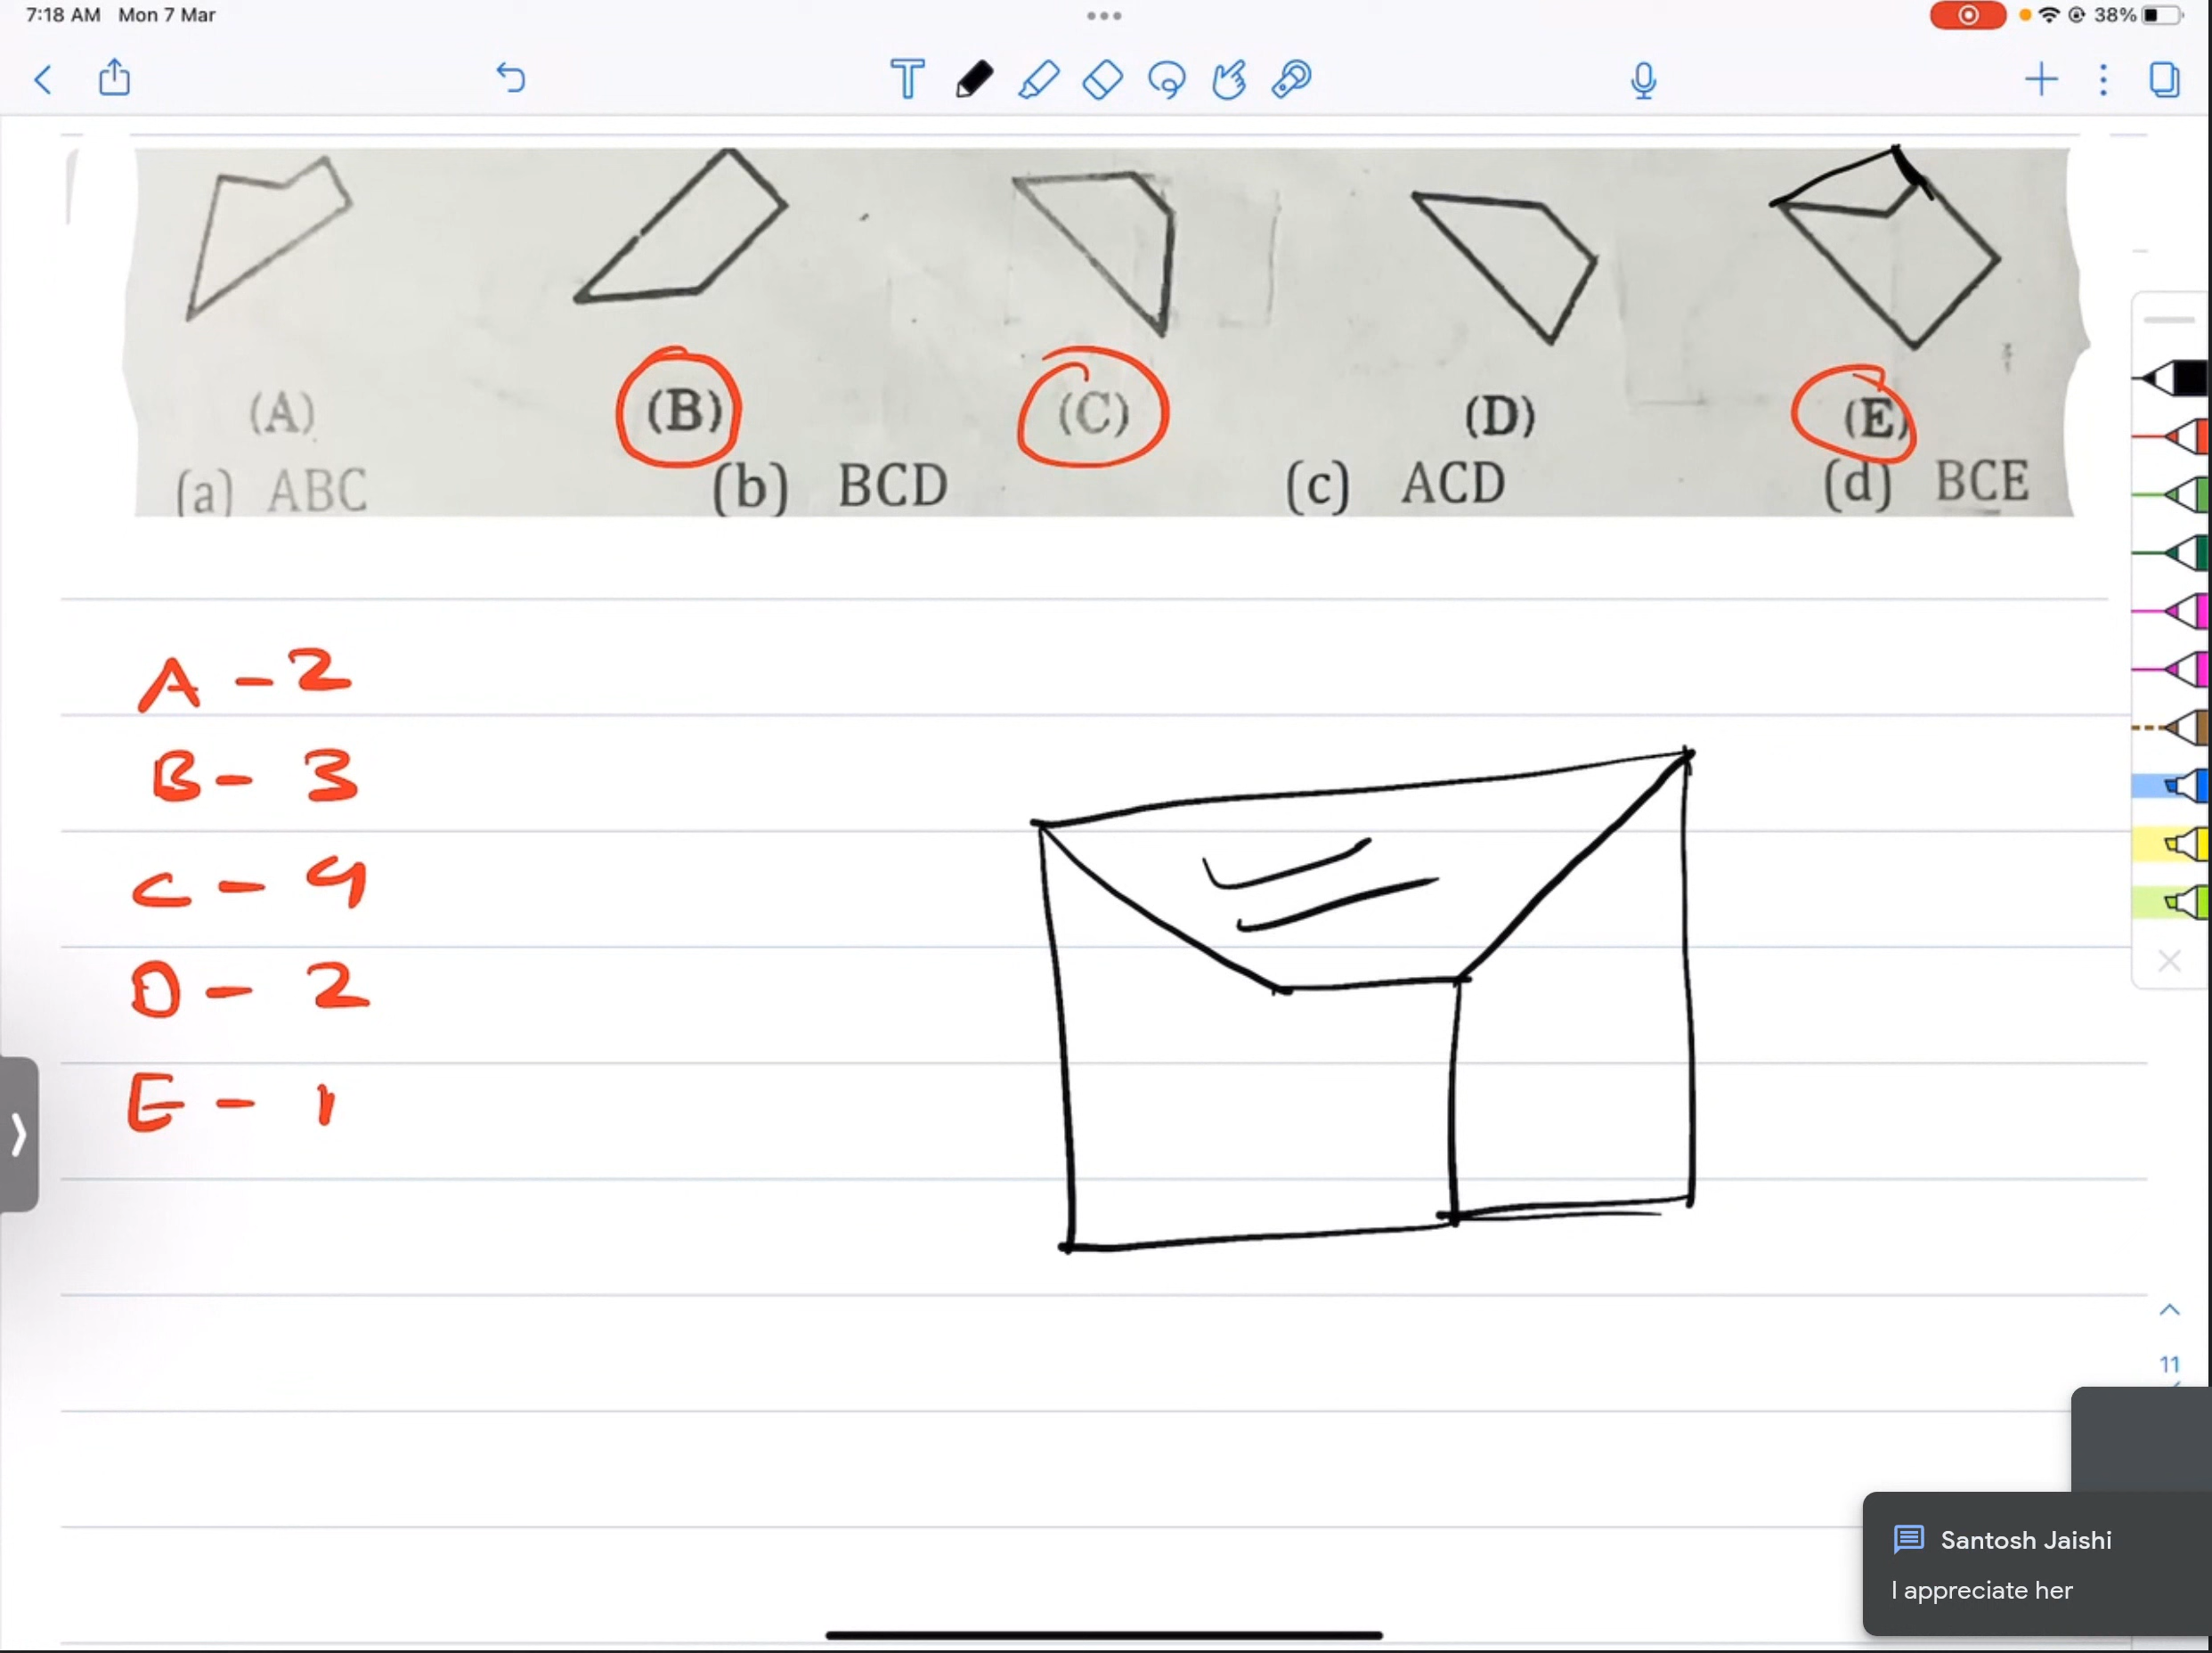 7:18 AM Mon 7 Mar
38%
(A) (B) (C) (D) (E)
(a) ABC (b) BCD (c) ACD (d) BCE
A - 2
B - 3
C - 4
D - 2
E - 1
11
Santosh Jaishi
I appreciate her